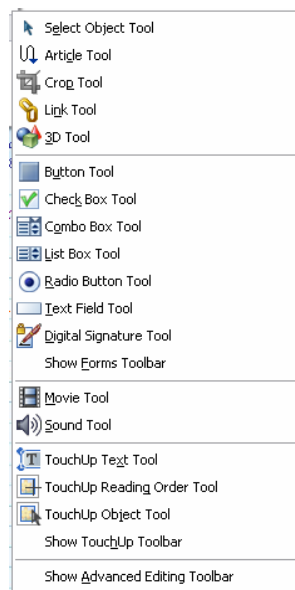 Select Object Tool
Article Tool
Crop Tool
Link Tool
3D Tool
Button Tool
Check Box Tool
Combo Box Tool
List Box Tool
Radio Button Tool
Text Field Tool
Digital Signature Tool
Show Forms Toolbar
Movie Tool
Sound Tool
TouchUp Text Tool
TouchUp Reading Order Tool
TouchUp Object Tool
Show TouchUp Toolbar
Show Advanced Editing Toolbar